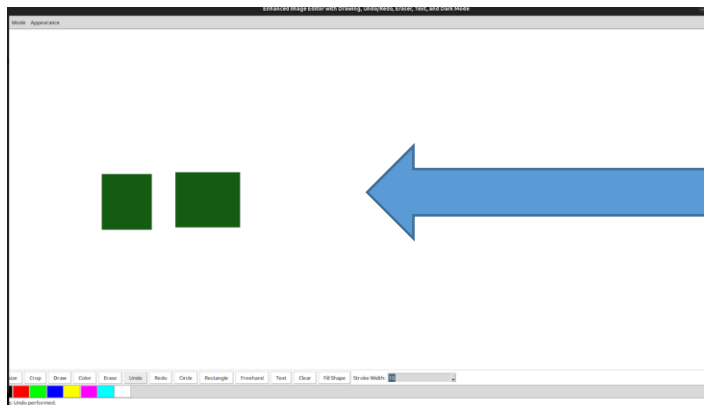 Enhanced Image Editor with Drawing, Undo/Redo, Eraser, Text, and Dark Mode
Mode Appearance
Crop Draw Color Erase Undo Redo Circle Rectangle Freehand Text Clear Fill Shape Stroke Width:
Undo performed.